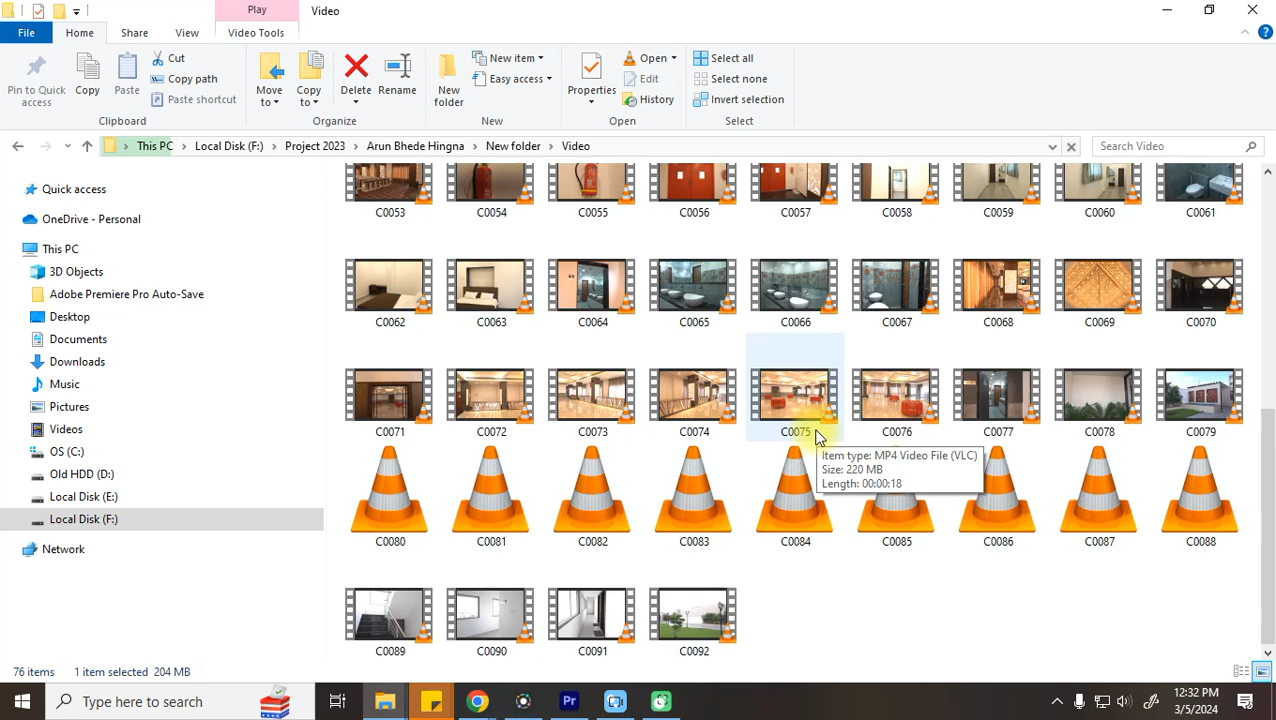 Play
Video
File
Home
Share
View
Video Tools
Pin to Quick access
Copy
Paste
Cut
Copy path
Paste shortcut
Clipboard
Move to
Copy to
Delete
Rename
Organize
New folder
New item
Easy access
New
Properties
Open
Edit
History
Open
Select all
Select none
Invert selection
Select
This PC > Local Disk (F:) > Project 2023 > Arun Bhede Hingna > New folder > Video
Search Video
Quick access
OneDrive - Personal
This PC
3D Objects
Adobe Premiere Pro Auto-Save
Desktop
Documents
Downloads
Music
Pictures
Videos
OS (C:)
Old HDD (D:)
Local Disk (E:)
Local Disk (F:)
Network
C0053 C0054 C0055 C0056 C0057 C0058 C0059 C0060 C0061
C0062 C0063 C0064 C0065 C0066 C0067 C0068 C0069 C0070
C0071 C0072 C0073 C0074 C0075 C0076 C0077 C0078 C0079
Item type: MP4 Video File (VLC)
Size: 220 MB
Length: 00:00:18
C0080 C0081 C0082 C0083 C0084 C0085 C0086 C0087 C0088
C0089 C0090 C0091 C0092
76 items 1 item selected 204 MB
Type here to search
Pr
12:32 PM
3/5/2024